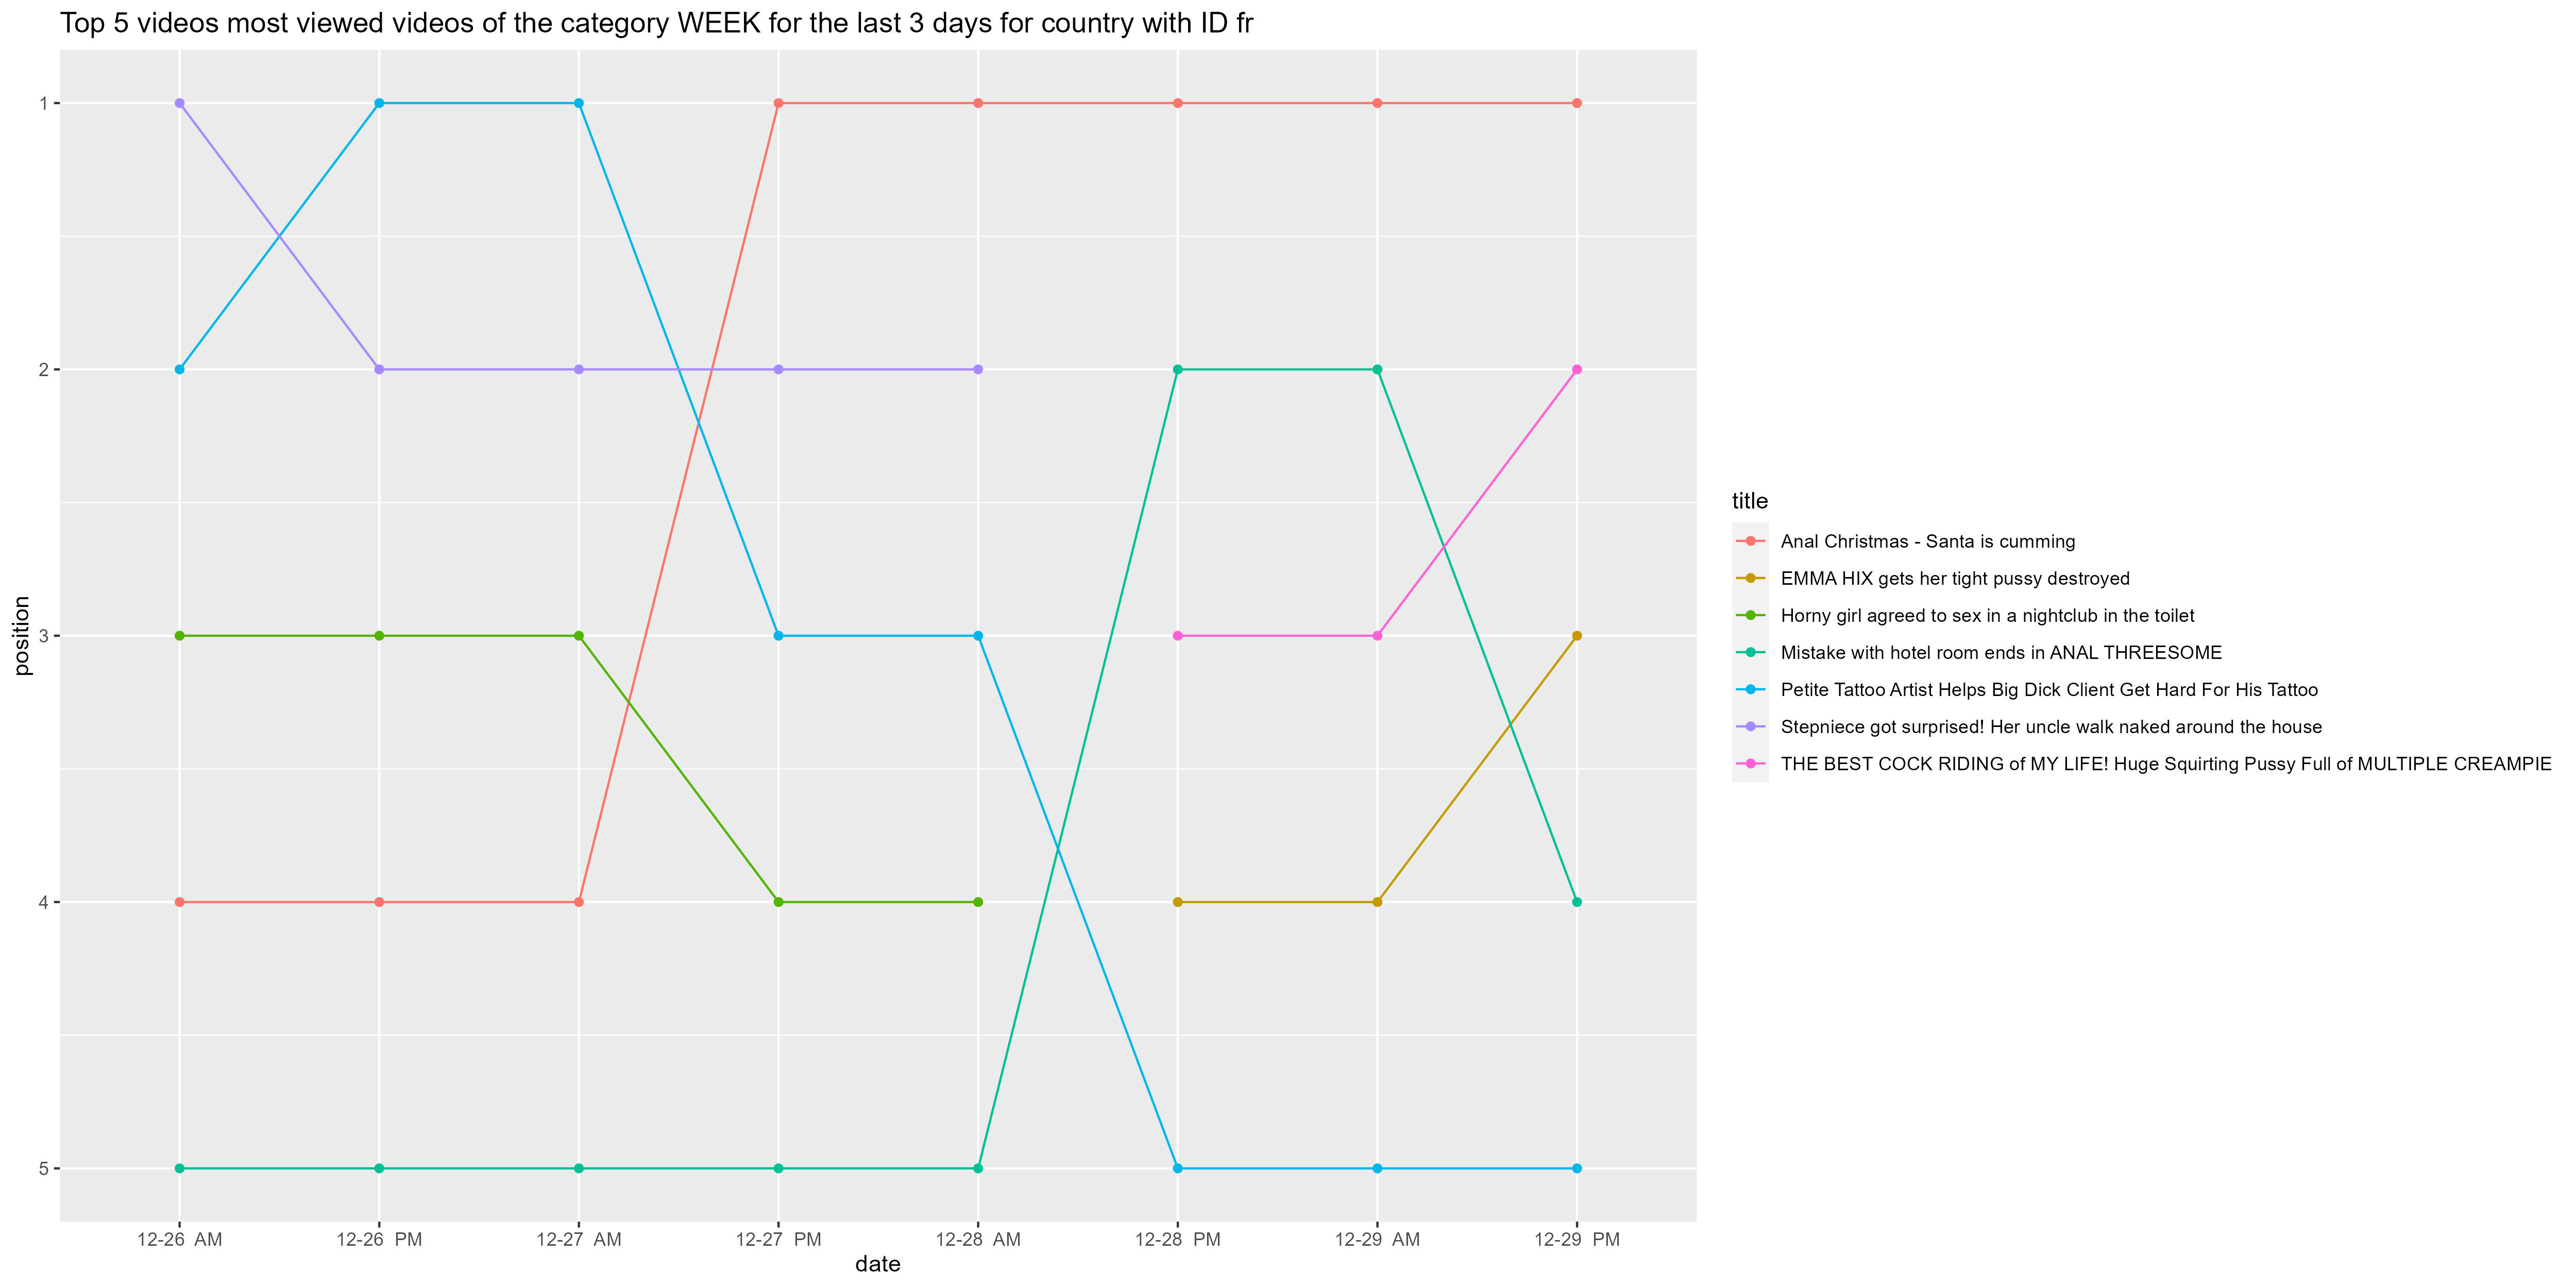 Top 5 videos most viewed videos of the category WEEK for the last 3 days for country with ID fr
position
1
2
3
4
5
12-26 AM
12-26 PM
12-27 AM
12-27 PM
12-28 AM
12-28 PM
12-29 AM
12-29 PM
date
title
Anal Christmas - Santa is cumming
EMMA HIX gets her tight pussy destroyed
Horny girl agreed to sex in a nightclub in the toilet
Mistake with hotel room ends in ANAL THREESOME
Petite Tattoo Artist Helps Big Dick Client Get Hard For His Tattoo
Stepniece got surprised! Her uncle walk naked around the house
THE BEST COCK RIDING of MY LIFE! Huge Squirting Pussy Full of MULTIPLE CREAMPIE